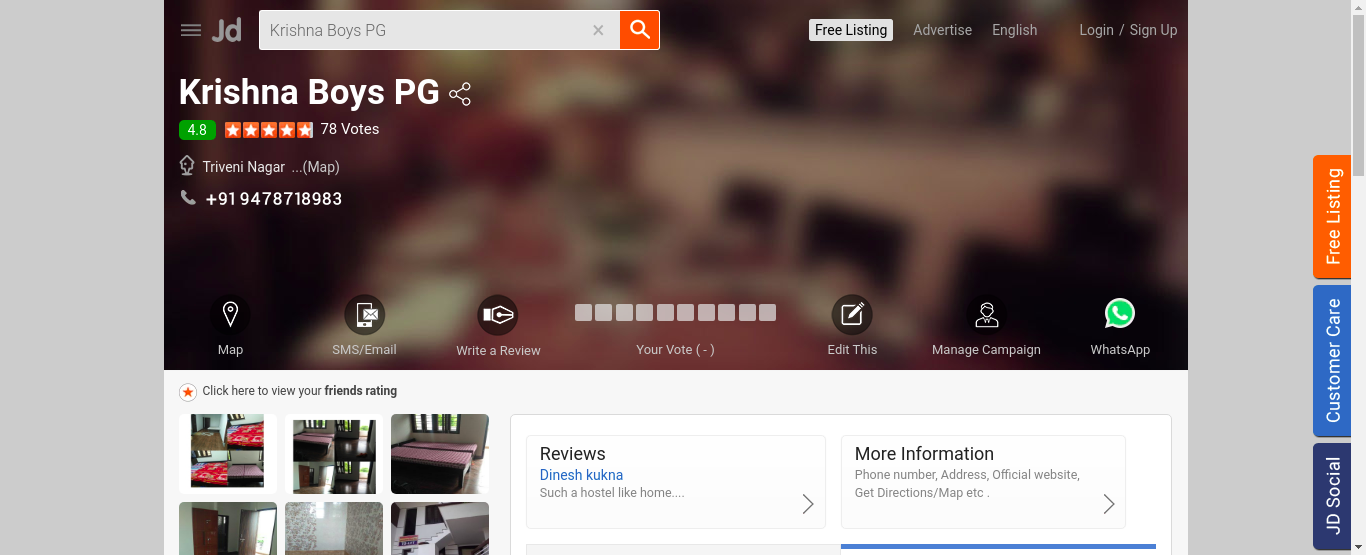 Jd
Krishna Boys PG
Free Listing
Advertise
English
Login / Sign Up
Krishna Boys PG
4.8
78 Votes
Triveni Nagar ...(Map)
+91 9478718983
Map
SMS/Email
Write a Review
Your Vote ( - )
Edit This
Manage Campaign
WhatsApp
Click here to view your friends rating
Reviews
Dinesh kukna
Such a hostel like home....
More Information
Phone number, Address, Official website,
Get Directions/Map etc .
Free Listing
Customer Care
JD Social